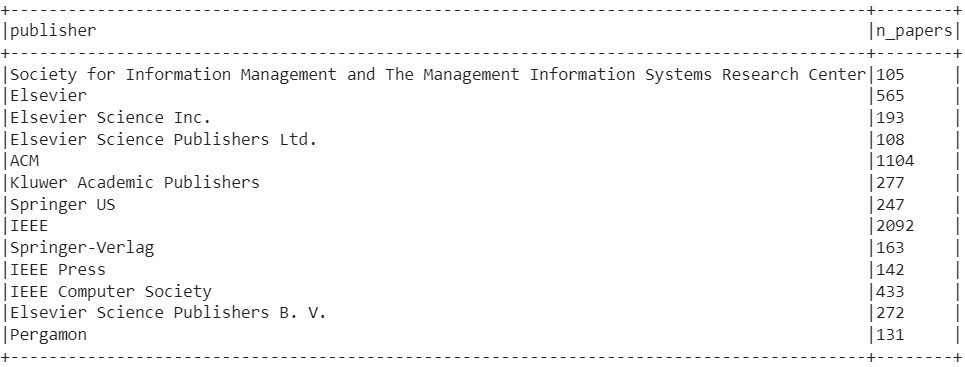 +---------------------------------------------------------------------------------+--------+
|publisher                                                                        |n_papers|
+---------------------------------------------------------------------------------+--------+
|Society for Information Management and The Management Information Systems Research Center|105     |
|Elsevier                                                                         |565     |
|Elsevier Science Inc.                                                            |193     |
|Elsevier Science Publishers Ltd.                                                 |108     |
|ACM                                                                              |1104    |
|Kluwer Academic Publishers                                                       |277     |
|Springer US                                                                      |247     |
|IEEE                                                                             |2092    |
|Springer-Verlag                                                                  |163     |
|IEEE Press                                                                       |142     |
|IEEE Computer Society                                                            |433     |
|Elsevier Science Publishers B. V.                                                |272     |
|Pergamon                                                                         |131     |
+---------------------------------------------------------------------------------+--------+